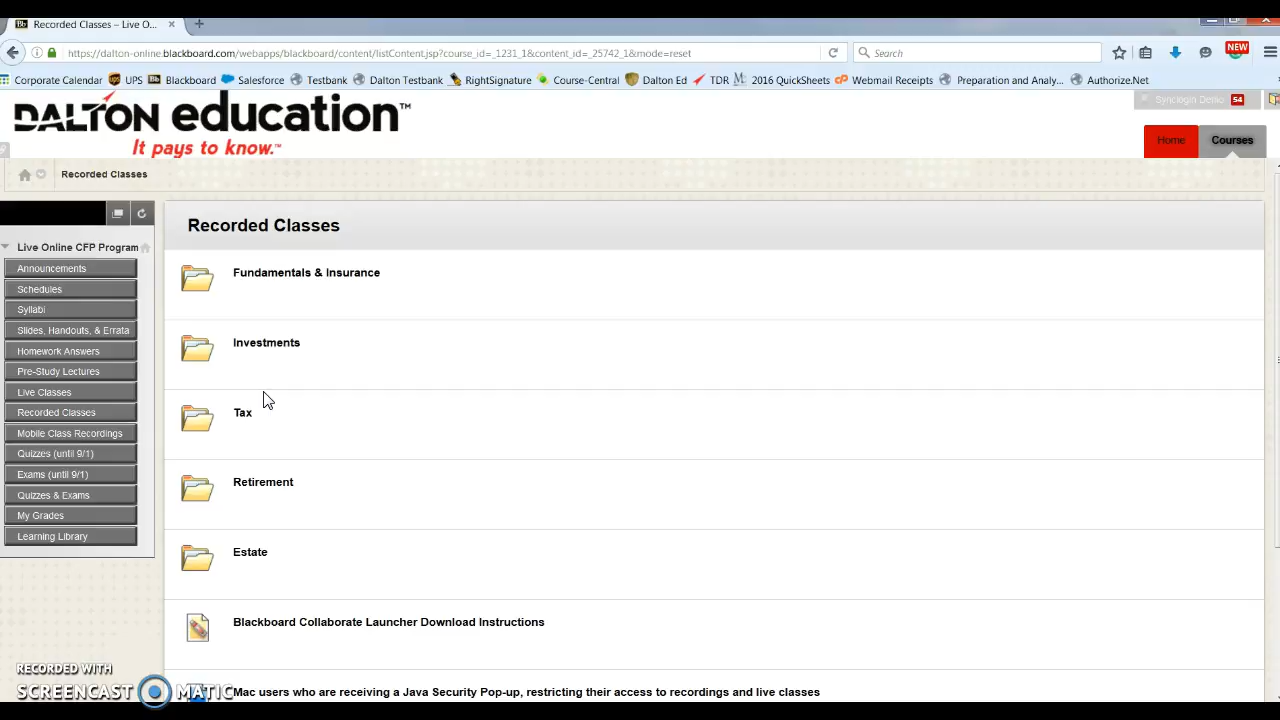 Recorded Classes – Live O...
https://dalton-online.blackboard.com/webapps/blackboard/content/listContent.jsp?course_id=_1231_1&content_id=_25742_1&mode=reset
Search
NEW
Corporate Calendar UPS Bb Blackboard Salesforce Testbank Dalton Testbank RightSignature Course-Central Dalton Ed TDR 2016 QuickSheets Webmail Receipts Preparation and Analy... Authorize.Net
DALTON education™
It pays to know.™
Synclogin Demo 54
Home Courses
Recorded Classes
Live Online CFP Program
Announcements
Schedules
Syllabi
Slides, Handouts, & Errata
Homework Answers
Pre-Study Lectures
Live Classes
Recorded Classes
Mobile Class Recordings
Quizzes (until 9/1)
Exams (until 9/1)
Quizzes & Exams
My Grades
Learning Library
Recorded Classes
Fundamentals & Insurance
Investments
Tax
Retirement
Estate
Blackboard Collaborate Launcher Download Instructions
Mac users who are receiving a Java Security Pop-up, restricting their access to recordings and live classes
RECORDED WITH
SCREENCAST MATIC